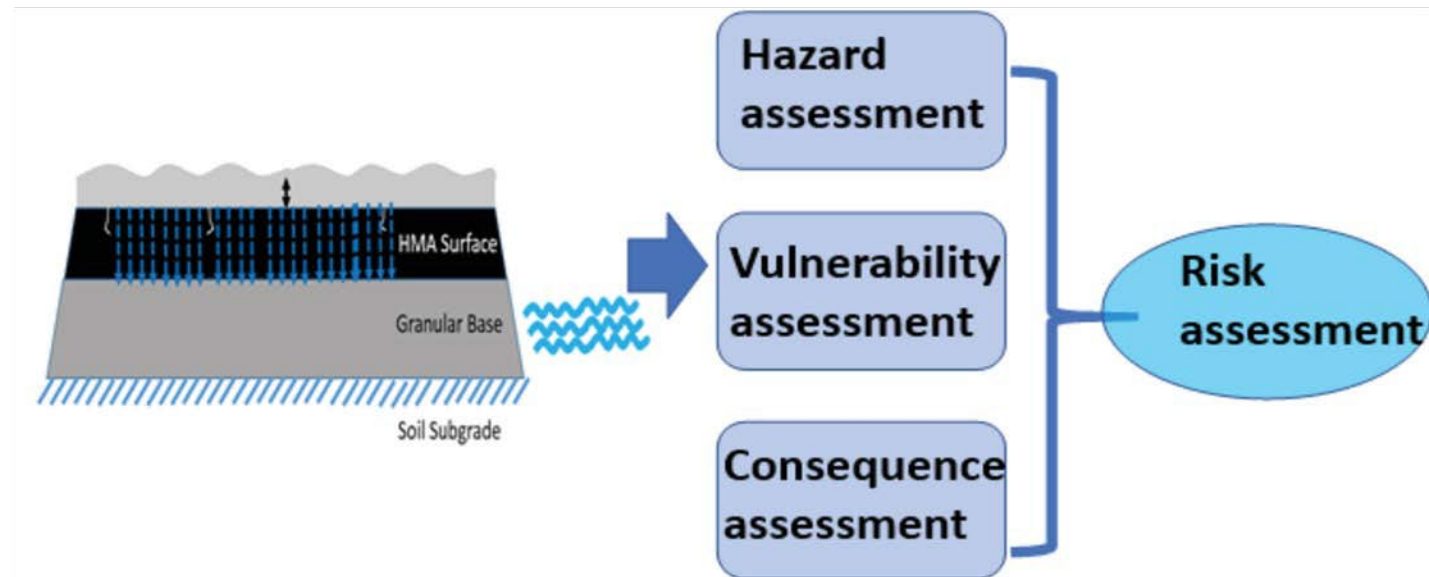 HMA Surface
Granular Base
Soil Subgrade
Hazard
assessment
Vulnerability
assessment
Consequence
assessment
Risk
assessment